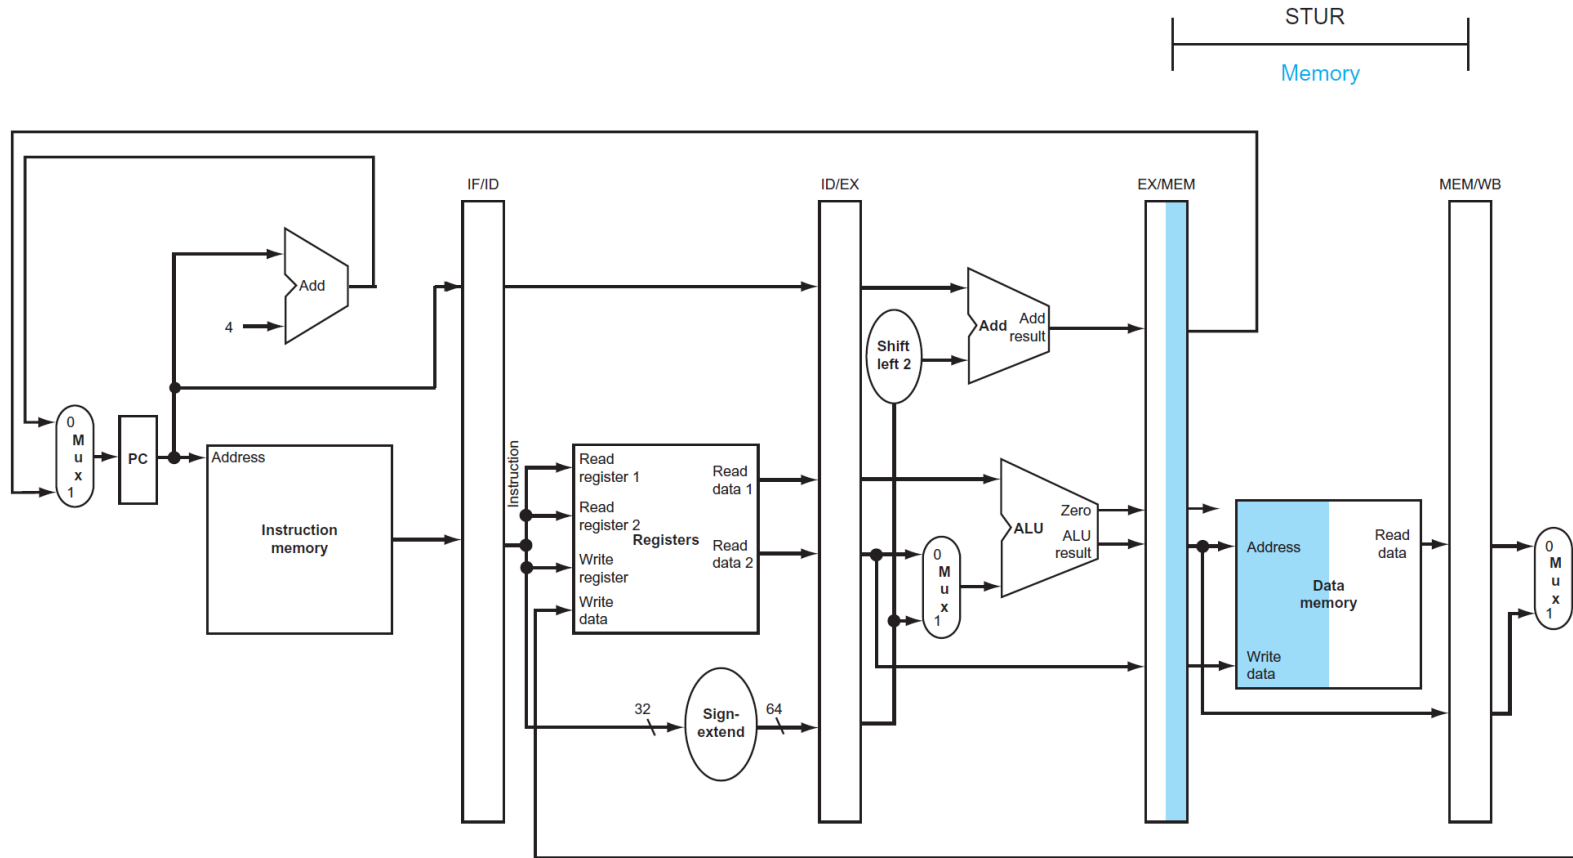 STUR
Memory
IF/ID
ID/EX
EX/MEM
MEM/WB
Add
4
0
M
u
x
1
PC
Address
Instruction
memory
Instruction
Read
register 1
Read
register 2
Write
register
Write
data
Registers
Read
data 1
Read
data 2
32
Sign-
extend
64
Shift
left 2
Add
Add
result
0
M
u
x
1
ALU
Zero
ALU
result
Address
Write
data
Data
memory
Read
data
0
M
u
x
1